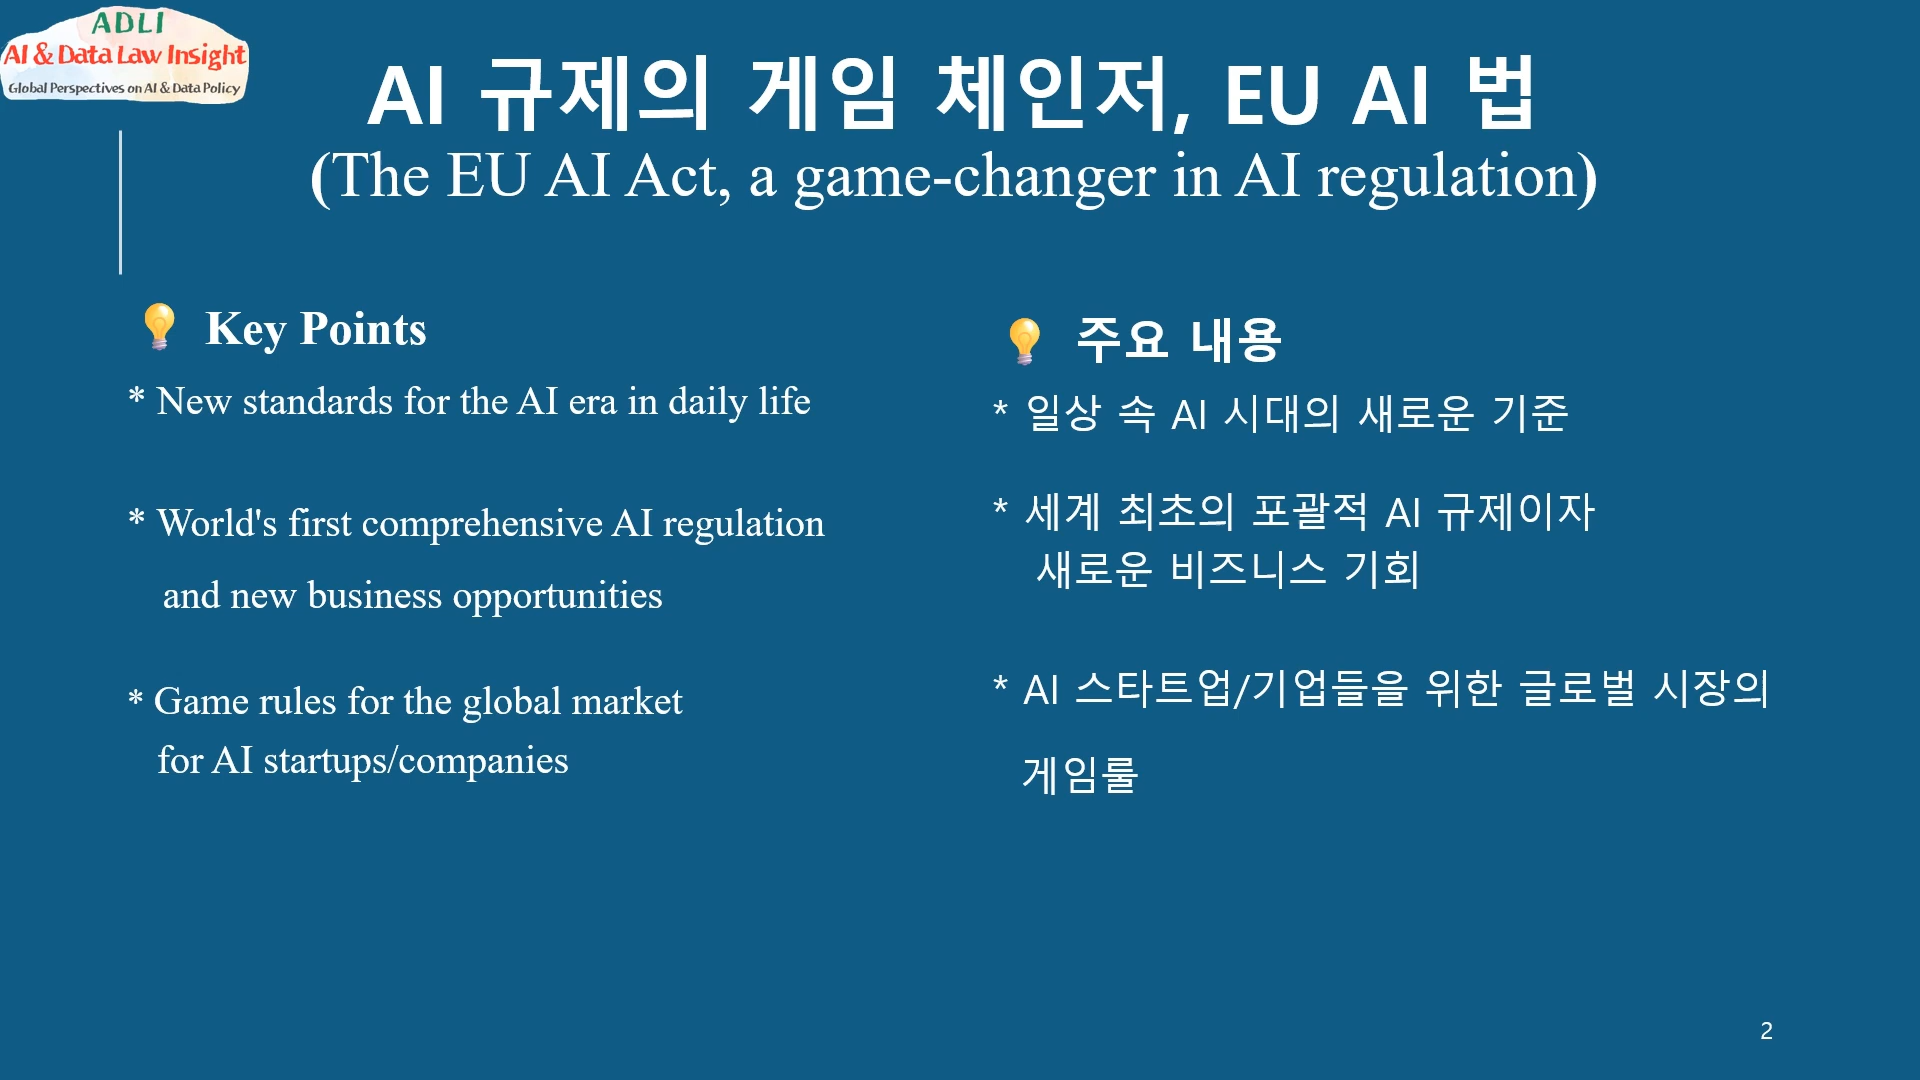 ADLI
AI & Data Law Insight
Global Perspectives on AI & Data Policy
AI 규제의 게임 체인저, EU AI 법
(The EU AI Act, a game-changer in AI regulation)
Key Points
* New standards for the AI era in daily life
* World's first comprehensive AI regulation
and new business opportunities
* Game rules for the global market
for AI startups/companies
주요 내용
* 일상 속 AI 시대의 새로운 기준
* 세계 최초의 포괄적 AI 규제이자
새로운 비즈니스 기회
* AI 스타트업/기업들을 위한 글로벌 시장의
게임룰
2